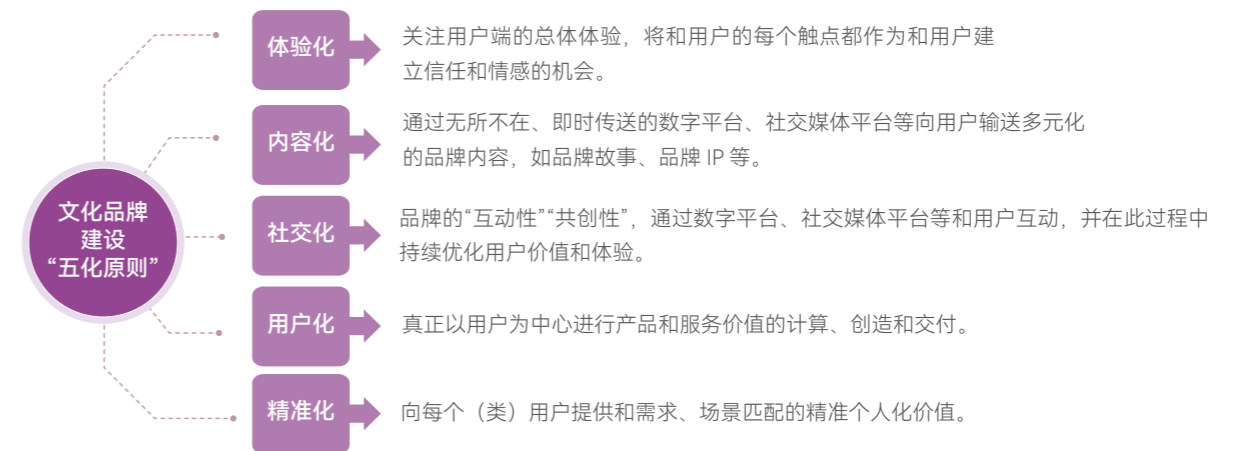 文化品牌
建设
“五化原则”
体验化
关注用户端的总体体验，将和用户的每个触点都作为和用户建
立信任和情感的机会。
内容化
通过无所不在、即时传送的数字平台、社交媒体平台等向用户输送多元化
的品牌内容，如品牌故事、品牌 IP 等。
社交化
品牌的“互动性”“共创性”，通过数字平台、社交媒体平台等和用户互动，并在此过程中
持续优化用户价值和体验。
用户化
真正以用户为中心进行产品和服务价值的计算、创造和交付。
精准化
向每个（类）用户提供和需求、场景匹配的精准个人化价值。